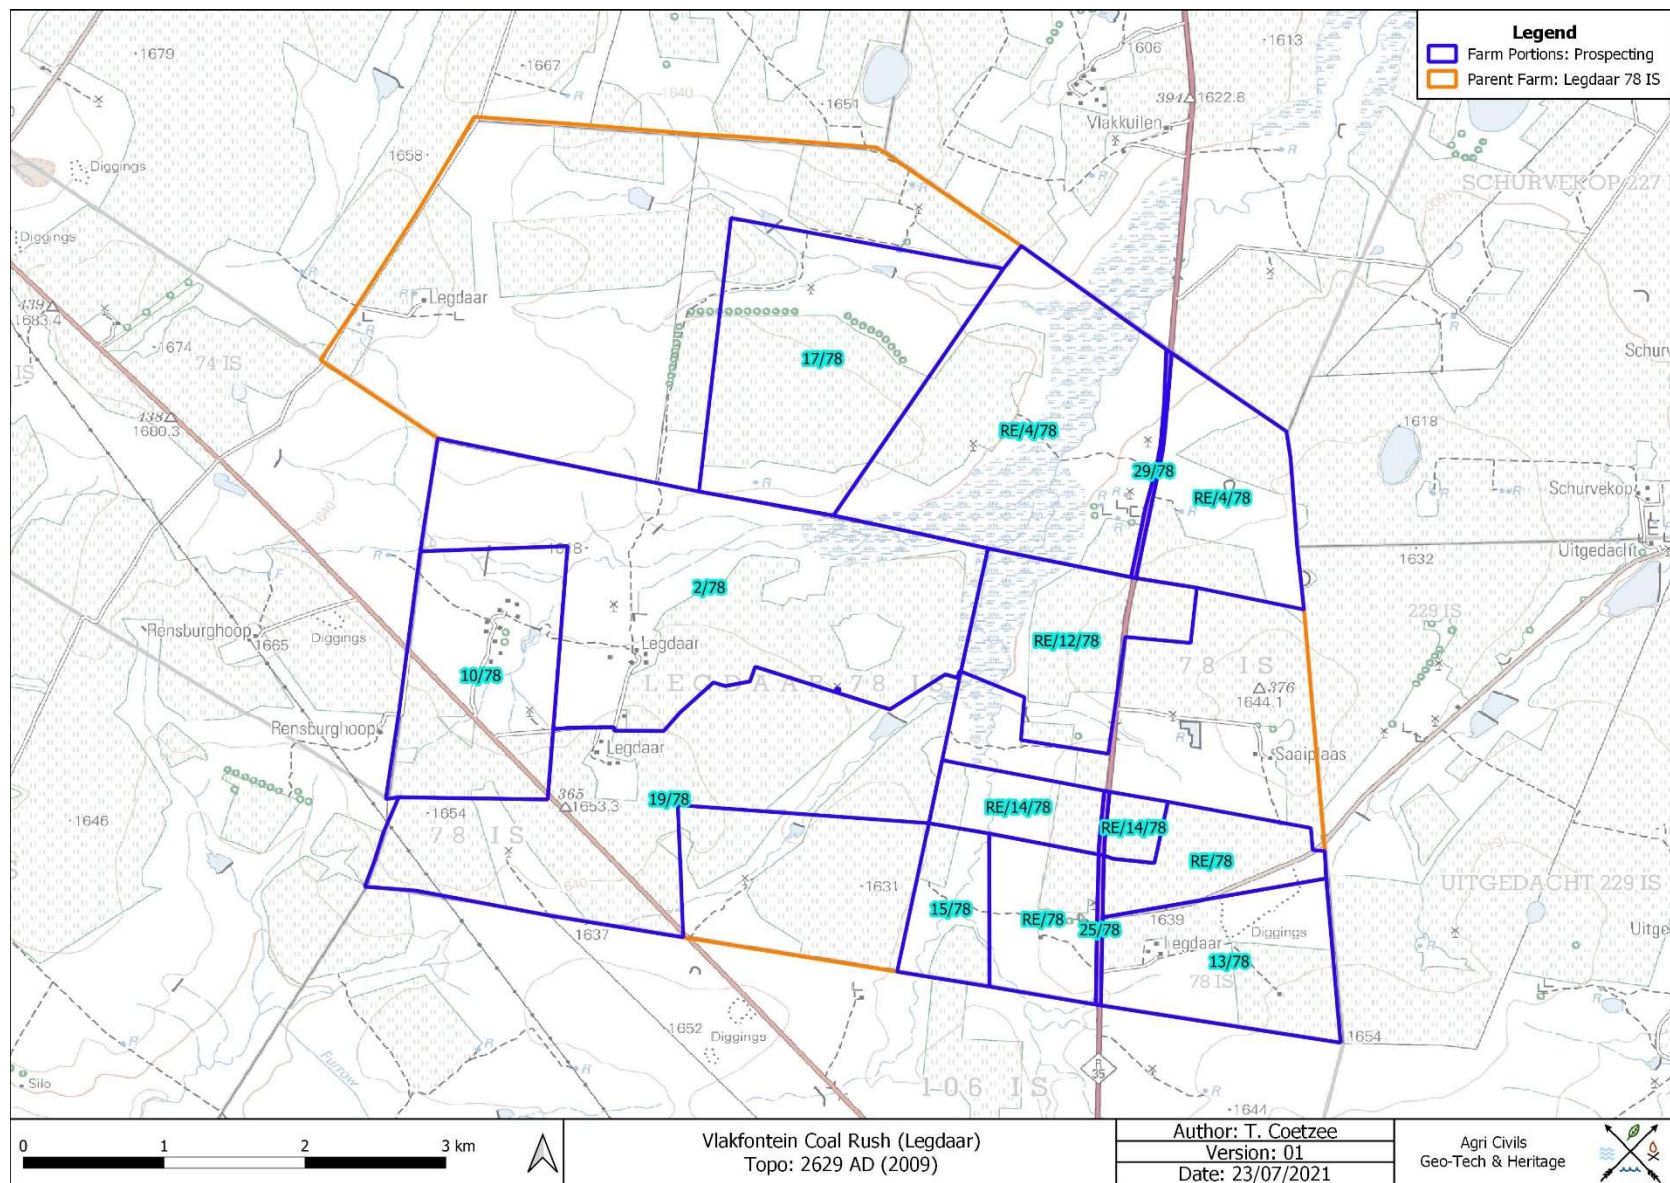 Legend
Farm Portions: Prospecting
Parent Farm: Legdaar 78 IS
1679
1667
1640
1651
1606
1613
394 1622.8
Vlakkuilen
R
Diggings
1658
SCHURVEKOP 227
1600
Diggings
R
439
1683.4
R
Legdaar
1674
IS
74 IS
17/78
438
1680.3
RE/4/78
1618
29/78
RE/4/78
R
Schurvekop
R
1640
R
1632
Uitgedacht
2/78
Rensburghoop
Diggings
1665
Legdaar
RE/12/78
229 IS
10/78
LEGDAAR 78 IS
78 IS
376
1644.1
Rensburghoop
Legdaar
Saaiplaas
R
365
1653.3
19/78
1654
1646
RE/14/78
RE/14/78
RE/78
1640
1631
UITGEDACHT 229 IS
15/78
RE/78
25/78
1639
Legdaar
Diggings
1637
13/78
78 IS
1652
Diggings
1654
R
35
R
Furrow
Silo
106 IS
1644
0 1 2 3 km
Vlakfontein Coal Rush (Legdaar)
Topo: 2629 AD (2009)
Author: T. Coetzee
Version: 01
Date: 23/07/2021
Agri Civils
Geo-Tech & Heritage